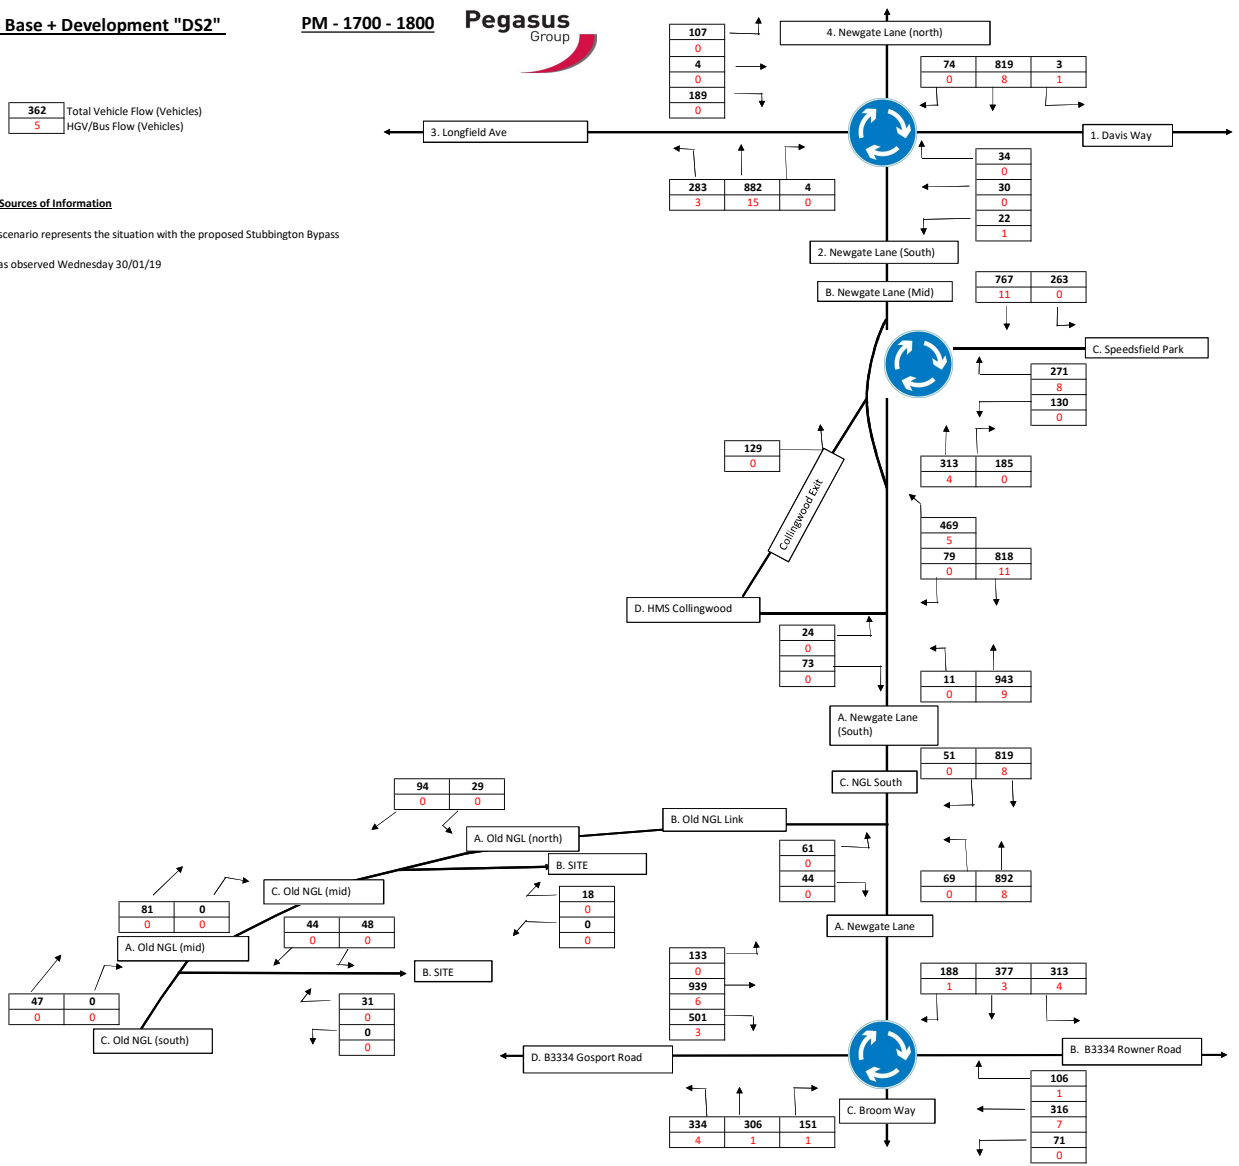 Base + Development "DS2"
PM - 1700 - 1800
Pegasus
Group
362 Total Vehicle Flow (Vehicles)
5 HGV/Bus Flow (Vehicles)
Sources of Information
scenario represents the situation with the proposed Stubbington Bypass
as observed Wednesday 30/01/19
107
0
4
0
189
0
4. Newgate Lane (north)
74 819 3
0 8 1
3. Longfield Ave
1. Davis Way
283 882 4
3 15 0
34
0
30
0
22
1
2. Newgate Lane (South)
B. Newgate Lane (Mid)
767 263
11 0
C. Speedsfield Park
271
8
130
0
129
0
313 185
4 0
Collingwood Exit
469
5
79 818
0 11
D. HMS Collingwood
24
0
73
0
11 943
0 9
A. Newgate Lane
(South)
51 819
0 8
C. NGL South
94 29
0 0
B. Old NGL Link
A. Old NGL (north)
61
0
44
0
69 892
0 8
B. SITE
C. Old NGL (mid)
18
0
0
0
81 0
0 0
44 48
0 0
A. Newgate Lane
A. Old NGL (mid)
B. SITE
133
0
939
6
501
3
188 377 313
1 3 4
47 0
0 0
31
0
0
0
C. Old NGL (south)
D. B3334 Gosport Road
B. B3334 Rowner Road
C. Broom Way
334 306 151
4 1 1
106
1
316
7
71
0